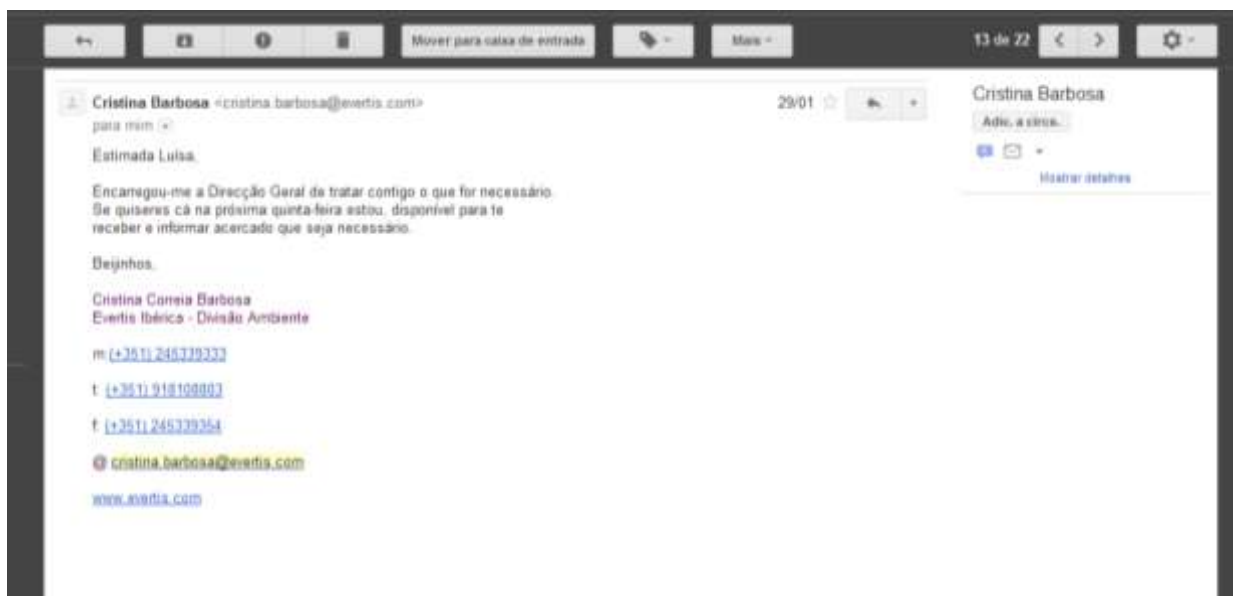 Mover para caixa de entrada
Mais
13 de 22
Cristina Barbosa <cristina.barbosa@evertis.com>
29/01
para mim
Estimada Luísa,
Encarregou-me a Direcção Geral de tratar contigo o que for necessário.
Se quiseres cá na próxima quinta-feira estou, disponível para te
receber e informar acercado que seja necessário.
Beijinhos,
Cristina Correia Barbosa
Evertis Ibérica - Divisão Ambiente
m:(+351) 245339333
t: (+351) 918108803
f: (+351) 245339354
@ cristina.barbosa@evertis.com
www.evertis.com
Cristina Barbosa
Adic. a círcs.
Mostrar detalhes